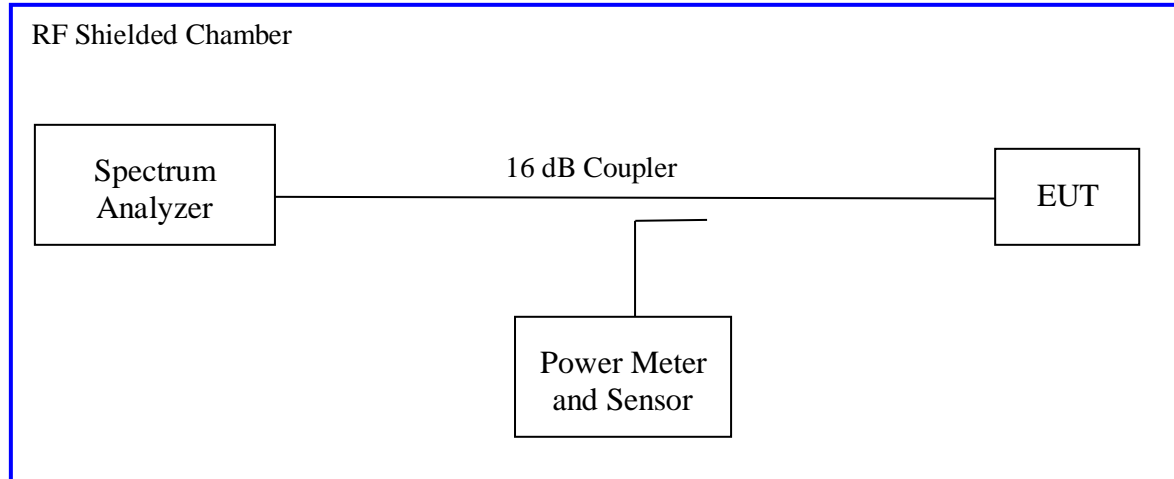 RF Shielded Chamber
Spectrum
Analyzer
16 dB Coupler
EUT
Power Meter
and Sensor